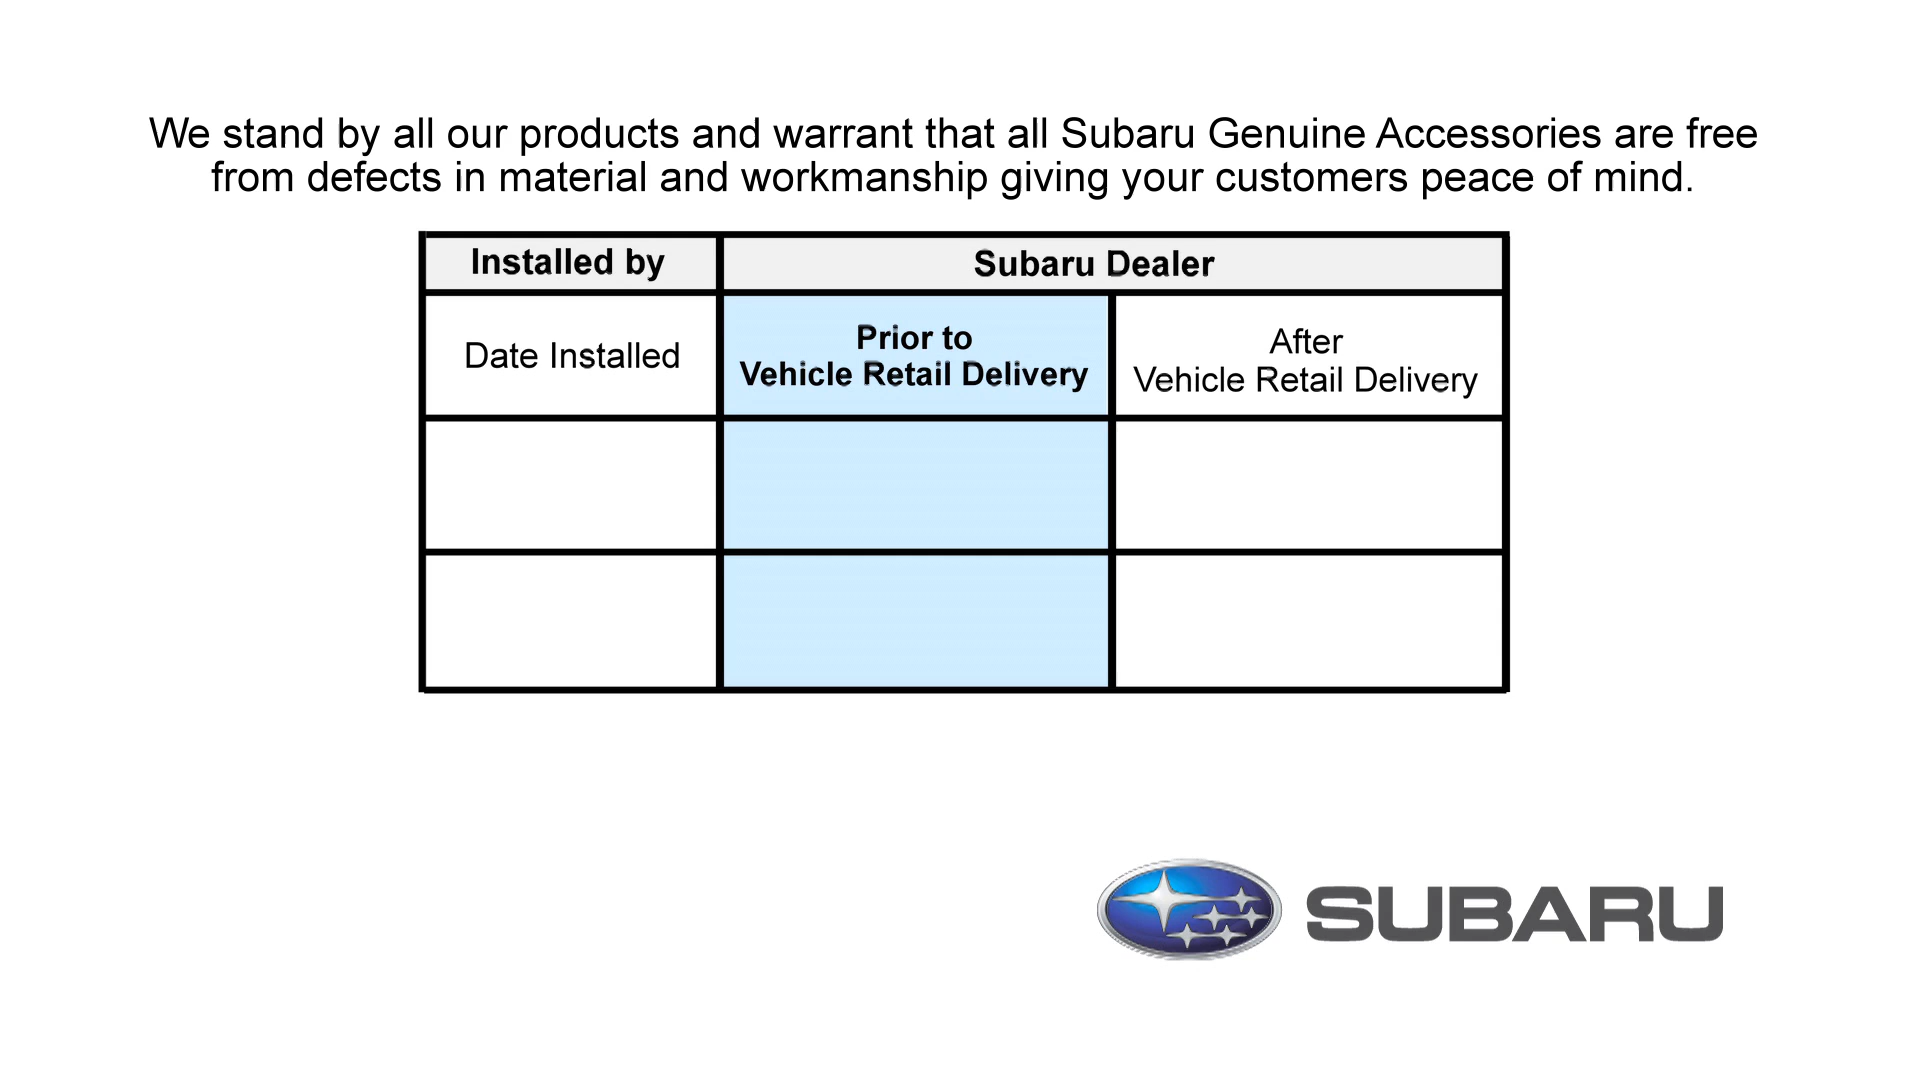 We stand by all our products and warrant that all Subaru Genuine Accessories are free
from defects in material and workmanship giving your customers peace of mind.
Installed by
Subaru Dealer
Date Installed
Prior to
Vehicle Retail Delivery
After
Vehicle Retail Delivery
SUBARU